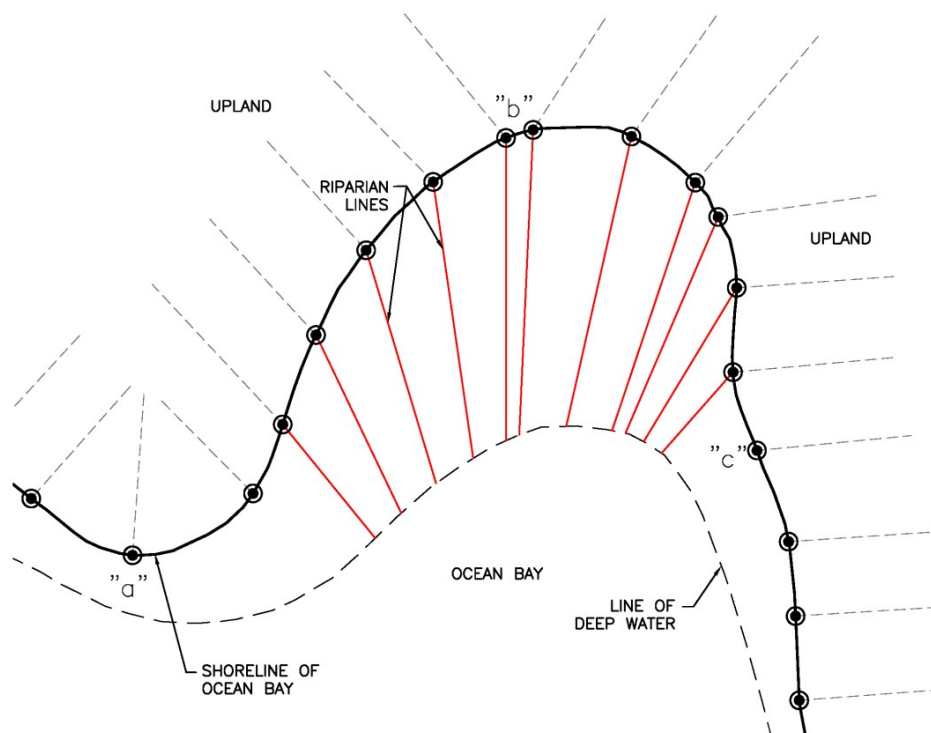 "b"
UPLAND
RIPARIAN
LINES
UPLAND
"c"
"a"
OCEAN BAY
LINE OF
DEEP WATER
SHORELINE OF
OCEAN BAY